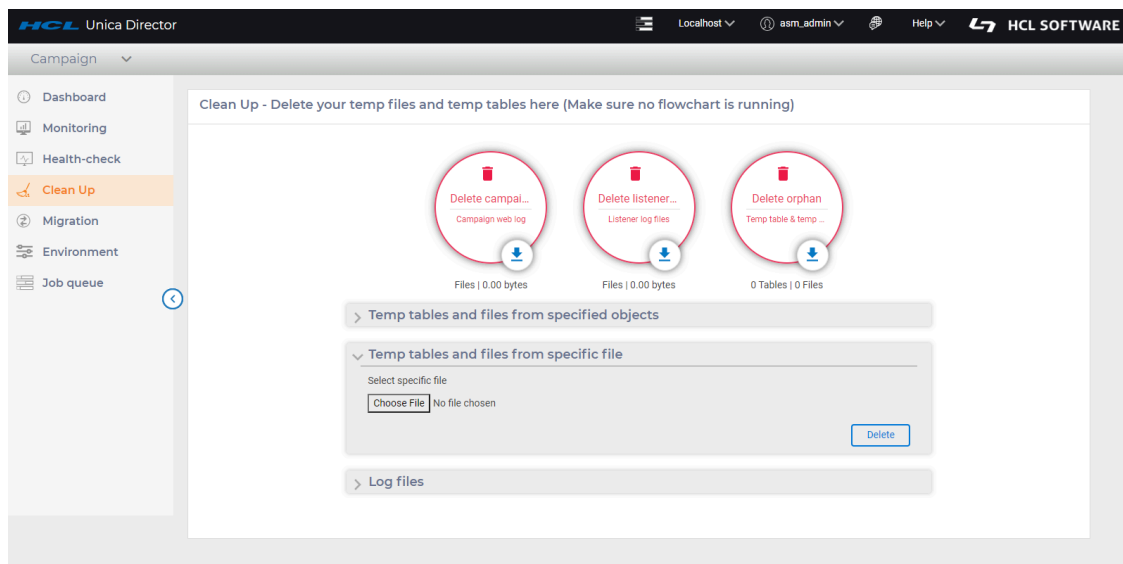 HCL Unica Director
Localhost
asm_admin
Help
HCL SOFTWARE
Campaign
Dashboard
Monitoring
Health-check
Clean Up
Migration
Environment
Job queue
Clean Up - Delete your temp files and temp tables here (Make sure no flowchart is running)
Delete campai...
Campaign web log
Files | 0.00 bytes
Delete listener...
Listener log files
Files | 0.00 bytes
Delete orphan
Temp table & temp ...
0 Tables | 0 Files
Temp tables and files from specified objects
Temp tables and files from specific file
Select specific file
Choose File No file chosen
Delete
Log files